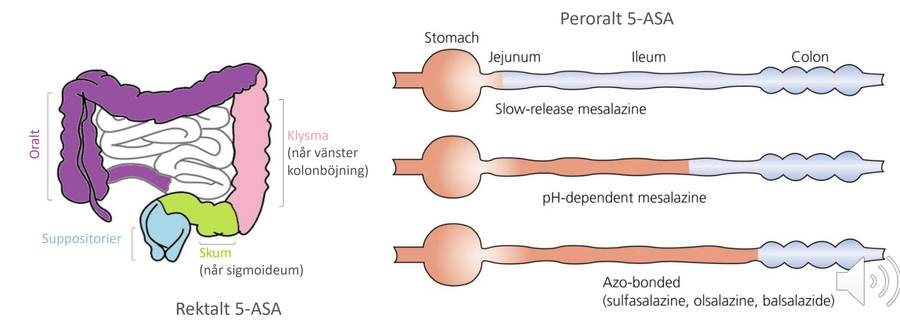 Oralt
Klysma
(når vänster
kolonböjning)
Suppositorier
Skum
(når sigmoideum)
Rektalt 5-ASA
Peroralt 5-ASA
Stomach
Jejunum
Ileum
Colon
Slow-release mesalazine
pH-dependent mesalazine
Azo-bonded
(sulfasalazine, olsalazine, balsalazide)